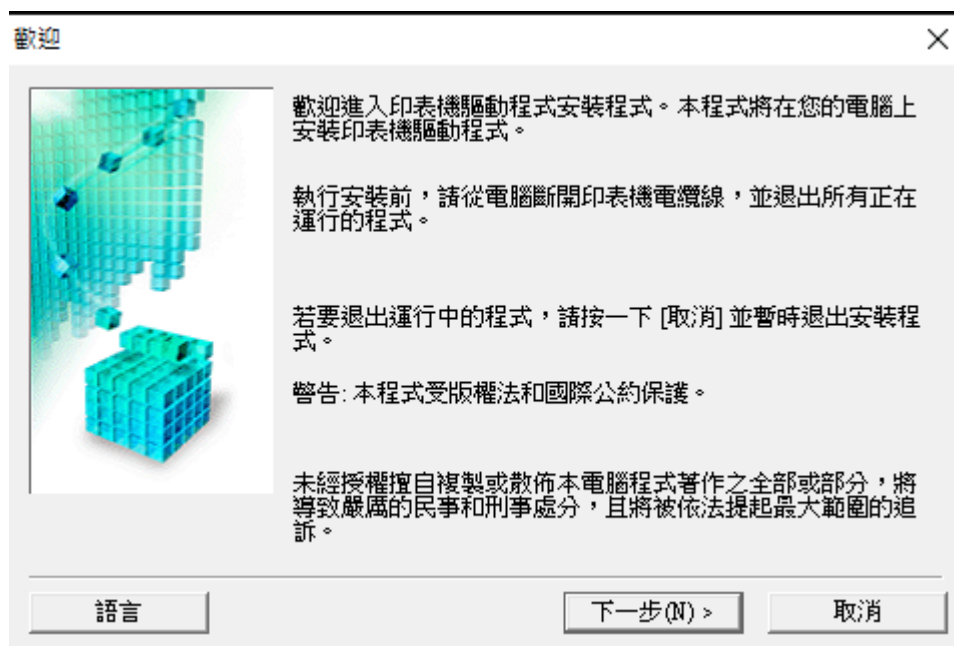 歡迎
歡迎進入印表機驅動程式安裝程式。本程式將在您的電腦上
安裝印表機驅動程式。
執行安裝前，請從電腦斷開印表機電纜線，並退出所有正在
運行的程式。
若要退出運行中的程式，請按一下 [取消] 並暫時退出安裝程
式。
警告: 本程式受版權法和國際公約保護。
未經授權擅自複製或散佈本電腦程式著作之全部或部分，將
導致嚴厲的民事和刑事處分，且將被依法提起最大範圍的追
訴。
語言
下一步(N) >
取消